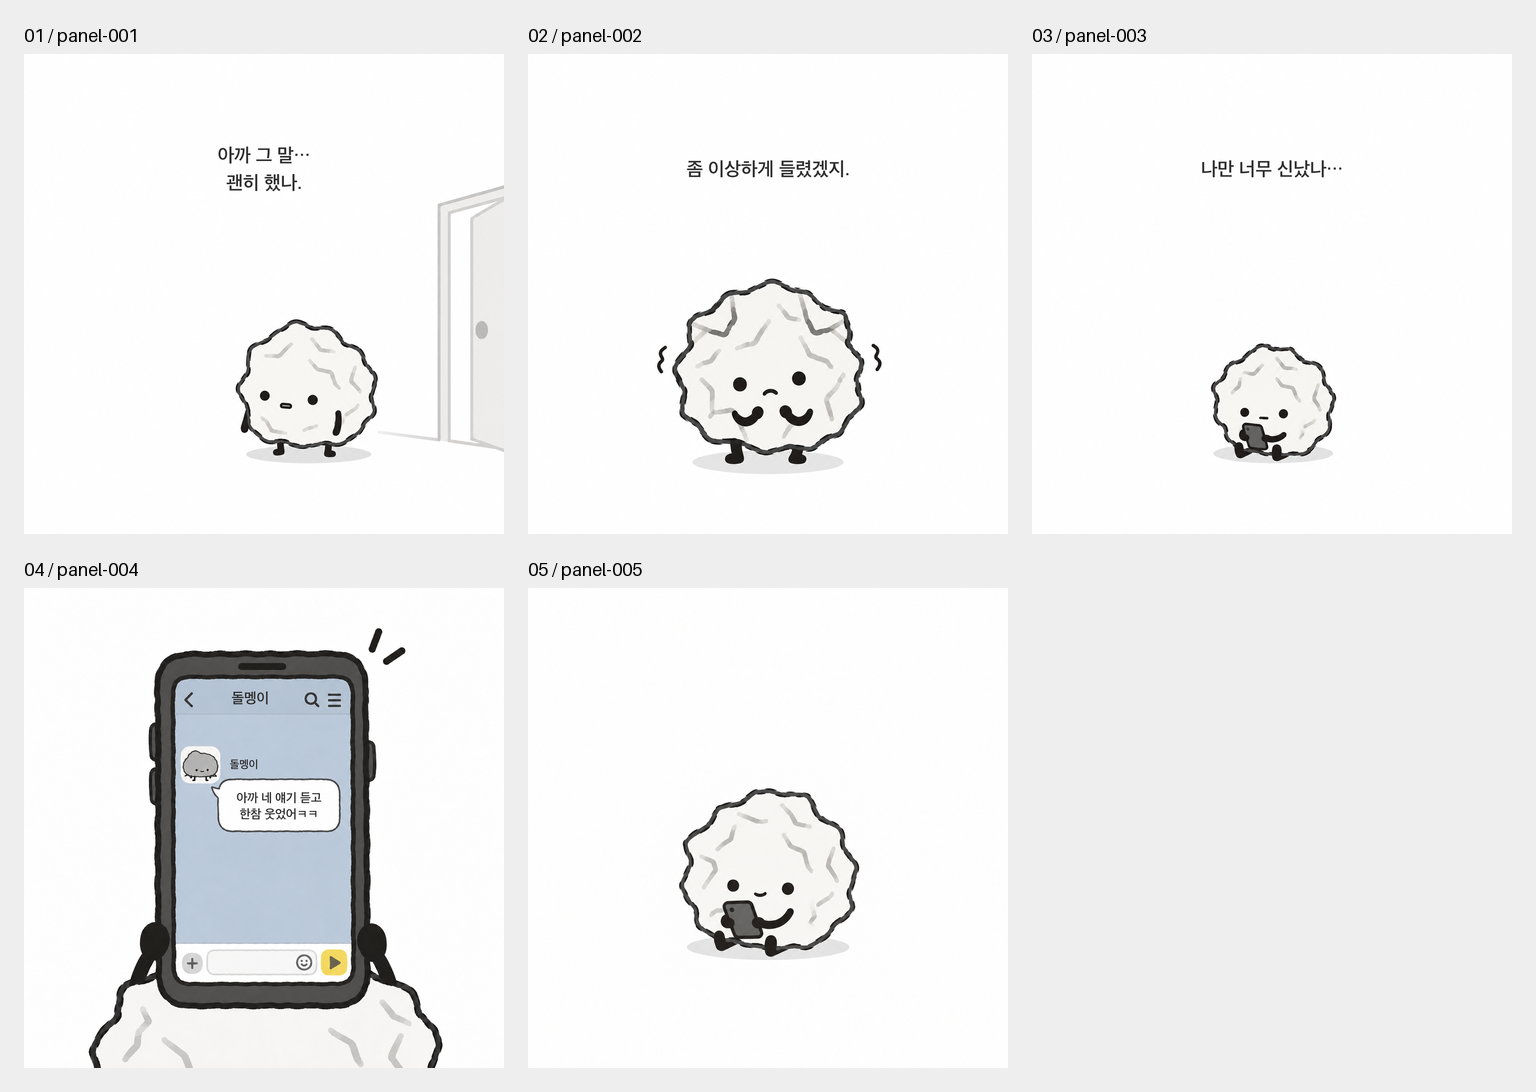 01 / panel-001
아까 그 말…
괜히 했나.
02 / panel-002
좀 이상하게 들렸겠지.
03 / panel-003
나만 너무 신났나…
04 / panel-004
돌멩이
돌멩이
아까 네 얘기 듣고
한참 웃었어ㅋㅋ
05 / panel-005